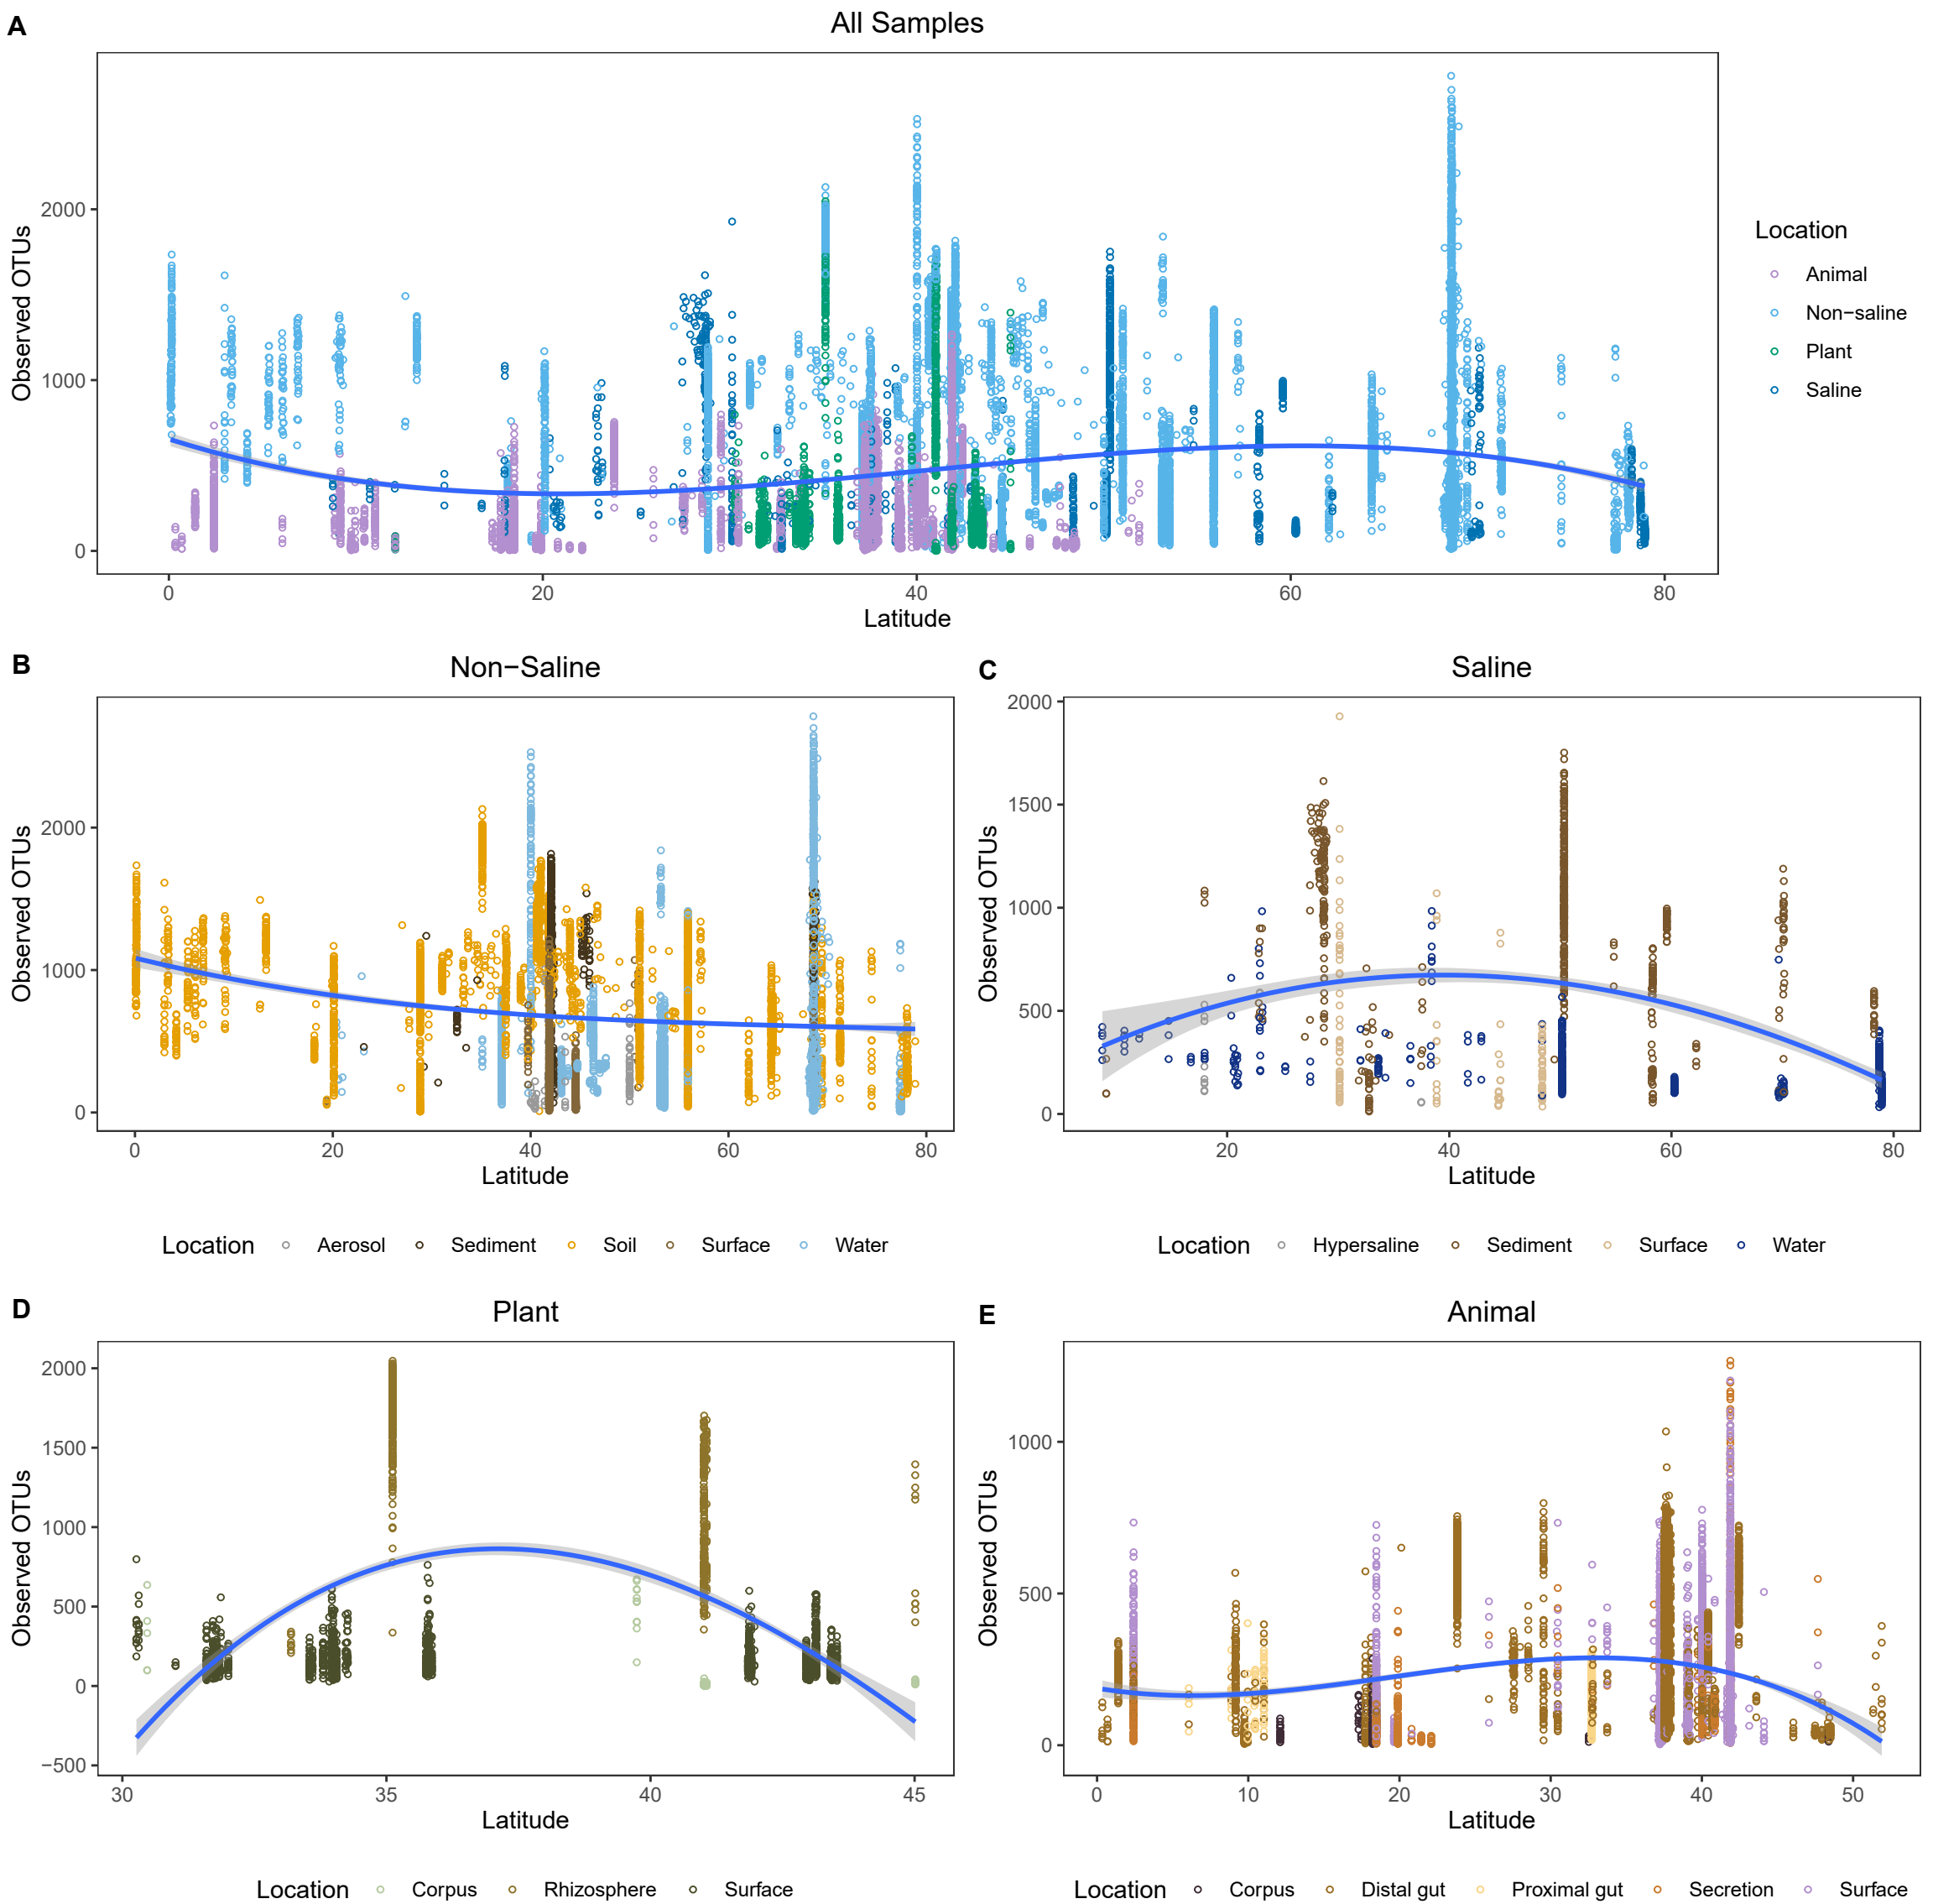 A
All Samples
Observed OTUs
2000
1000
0
0 20 40 60 80
Latitude
Location
Animal
Non−saline
Plant
Saline
B
Non−Saline
Observed OTUs
2000
1000
0
0 20 40 60 80
Latitude
Location Aerosol Sediment Soil Surface Water
C
Saline
Observed OTUs
2000
1500
1000
500
0
20 40 60 80
Latitude
Location Hypersaline Sediment Surface Water
D
Plant
Observed OTUs
2000
1500
1000
500
0
−500
30 35 40 45
Latitude
Location Corpus Rhizosphere Surface
E
Animal
Observed OTUs
1000
500
0
0 10 20 30 40 50
Latitude
Location Corpus Distal gut Proximal gut Secretion Surface